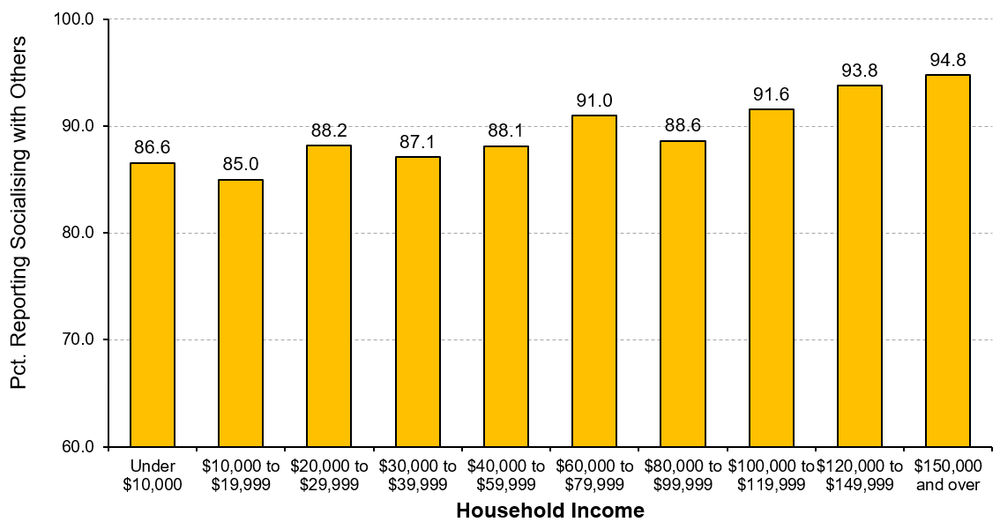 Pct. Reporting Socialising with Others
100.0
90.0
80.0
70.0
60.0
86.6
85.0
88.2
87.1
88.1
91.0
88.6
91.6
93.8
94.8
Under
$10,000
$10,000 to
$19,999
$20,000 to
$29,999
$30,000 to
$39,999
$40,000 to
$59,999
$60,000 to
$79,999
$80,000 to
$99,999
$100,000 to
$119,999
$120,000 to
$149,999
$150,000
and over
Household Income